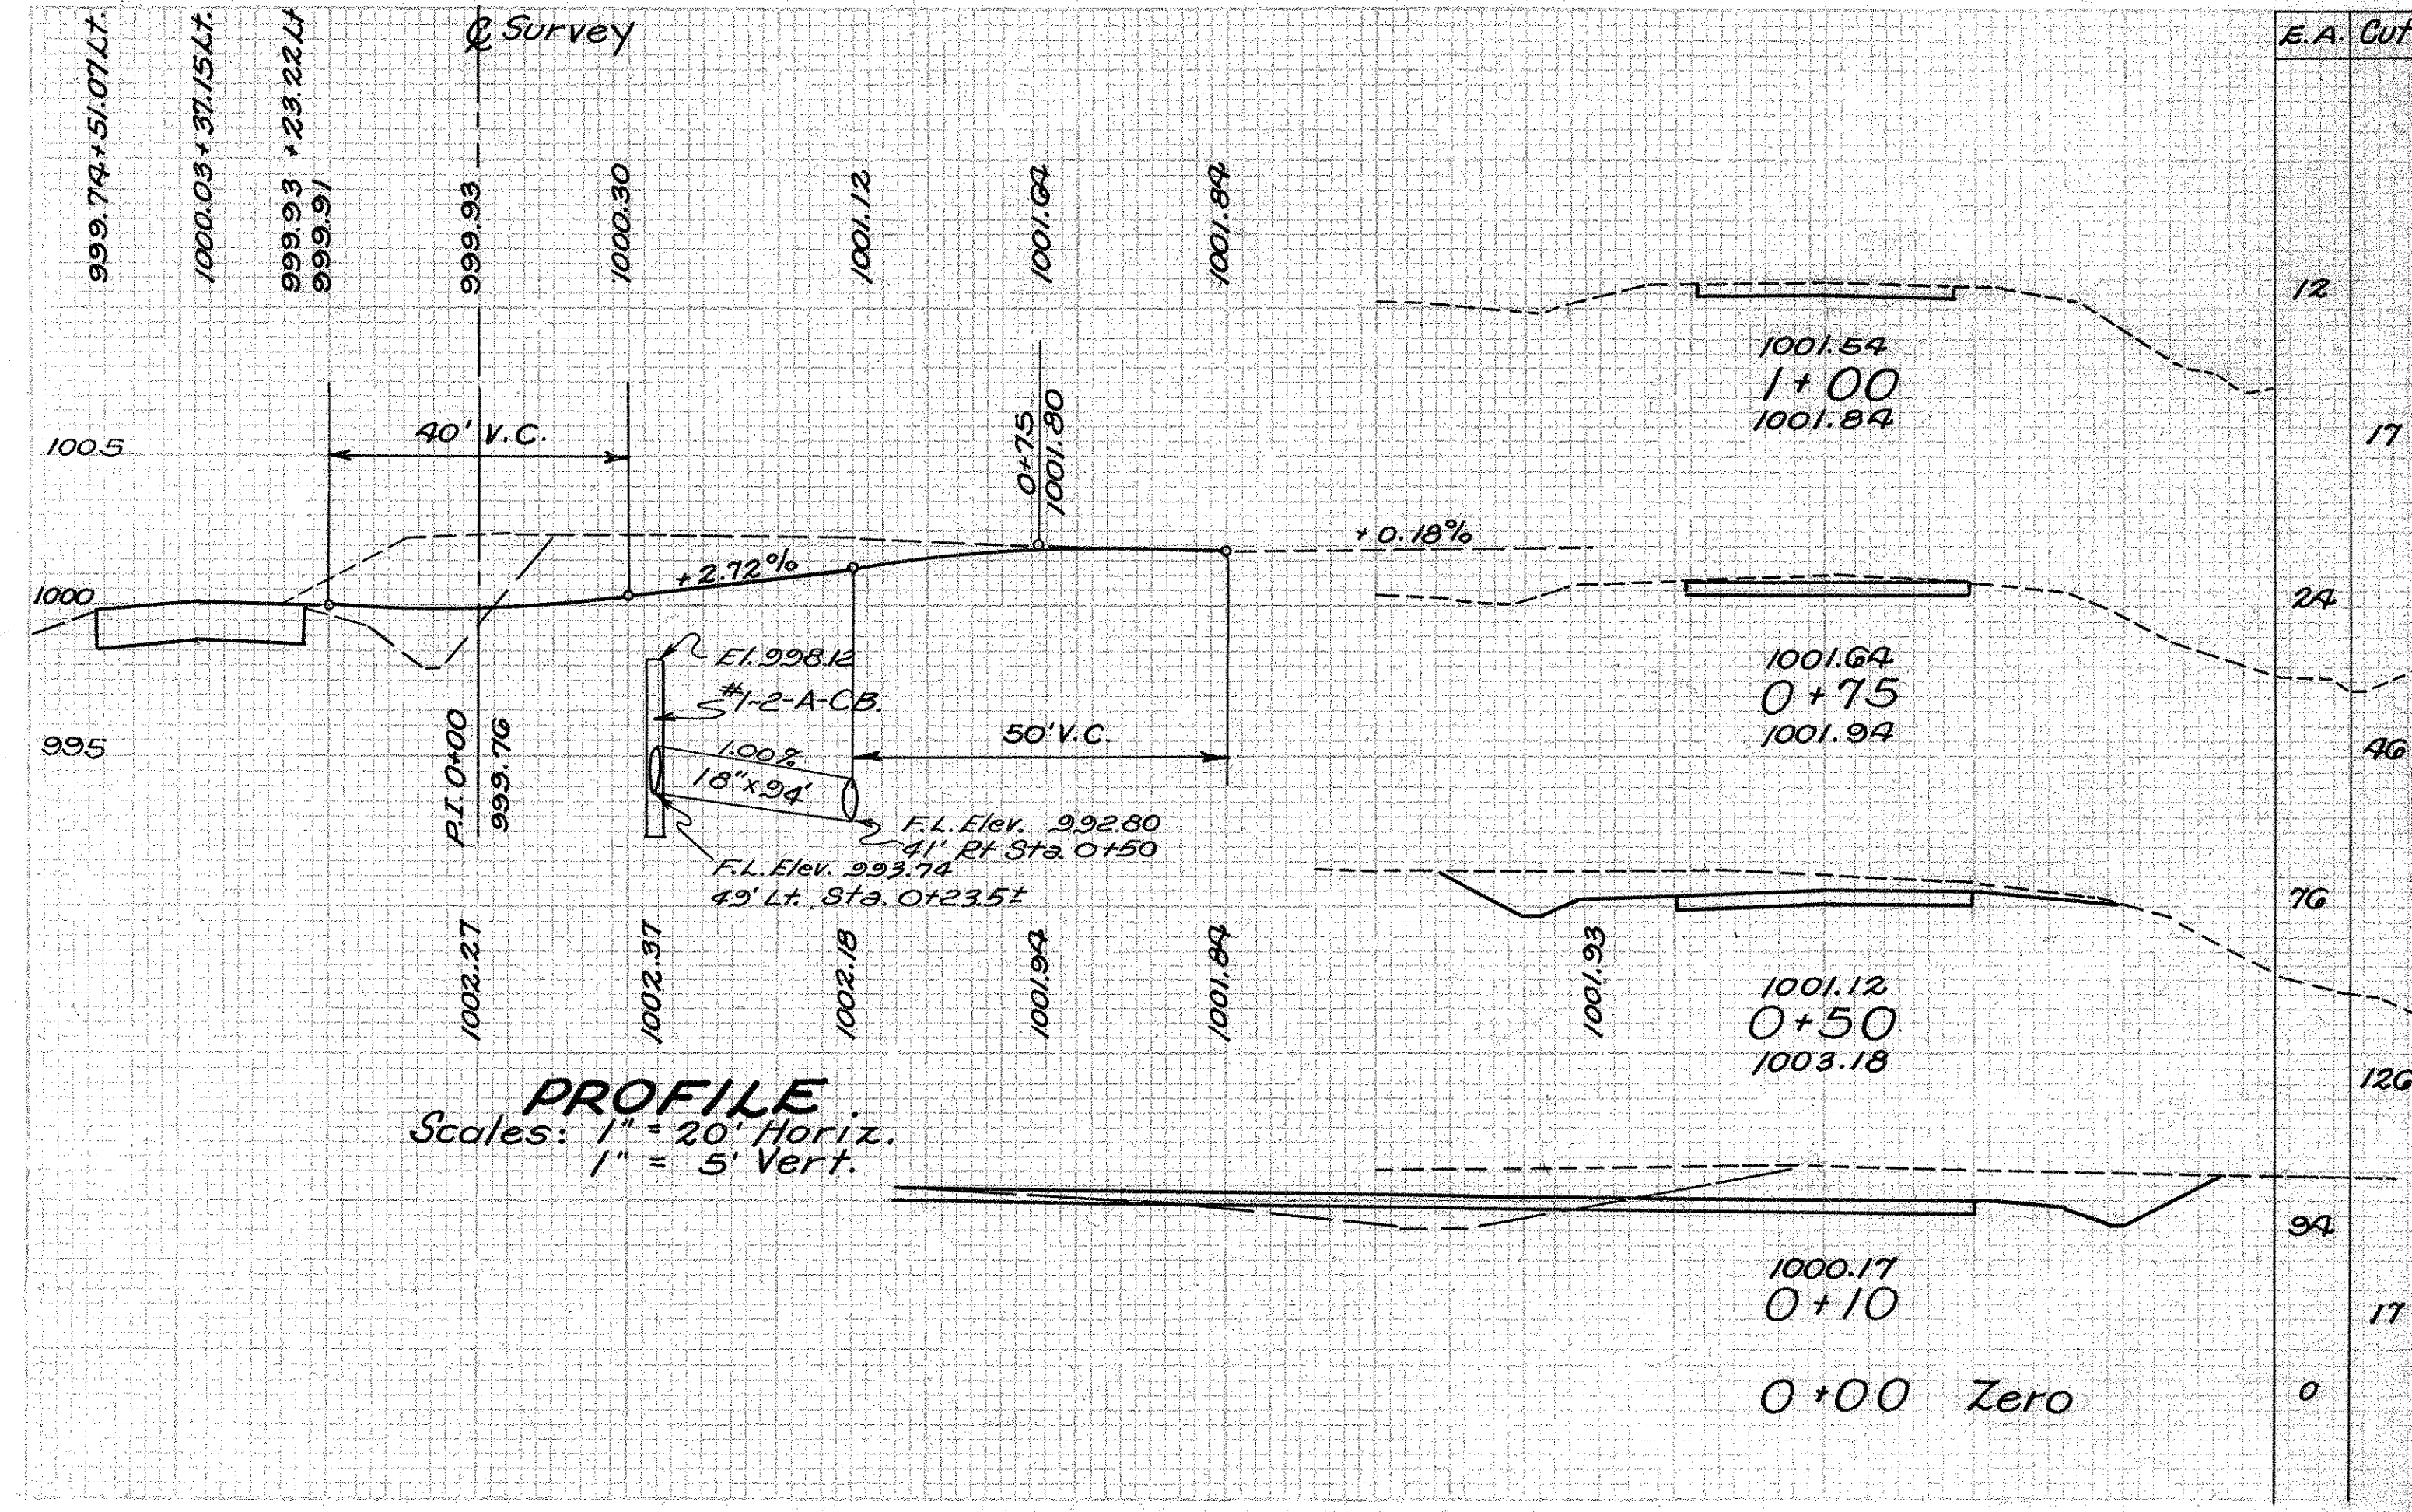 999.74+51.07Lt.
1000.03+37.15Lt.
999.93 +23.22Lt
999.91
℄ Survey
999.93
1000.30
1001.12
1001.64
1001.84
E.A. Cut
12
1001.54
1+00
1001.84
17
1005
40' V.C.
0+75
1001.80
+0.18%
+2.72%
1000
24
El. 998.12
#1-2-A-CB.
1001.64
0+75
1001.94
995
P.I. 0+00
999.76
1.00%
18"x94'
50' V.C.
46
F.L. Elev. 992.80
41' Rt Sta. 0+50
F.L. Elev. 993.74
49' Lt. Sta. 0+23.5±
76
1002.27
1002.37
1002.18
1001.94
1001.84
1001.93
1001.12
0+50
1003.18
126
PROFILE
Scales: 1" = 20' Horiz.
1" = 5' Vert.
94
1000.17
0+10
17
0+00 Zero
0